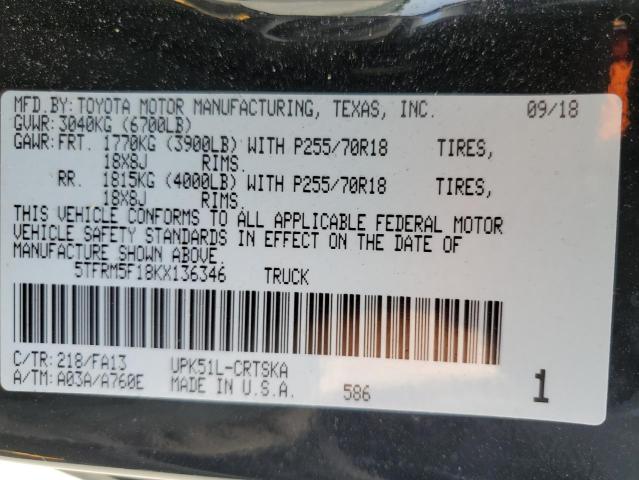 MFD.BY: TOYOTA MOTOR MANUFACTURING, TEXAS, INC. 09/18
GVWR: 3040KG (6700LB)
GAWR: FRT. 1770KG (3900LB) WITH P255/70R18 TIRES,
18X8J RIMS.
RR. 1815KG (4000LB) WITH P255/70R18 TIRES,
18X8J RIMS.
THIS VEHICLE CONFORMS TO ALL APPLICABLE FEDERAL MOTOR
VEHICLE SAFETY STANDARDS IN EFFECT ON THE DATE OF
MANUFACTURE SHOWN ABOVE.
5TFRM5F18KX136346 TRUCK
C/TR: 218/FA13 UPK51L-CRTSKA
A/TM: A03A/A760E MADE IN U.S.A. 586 1